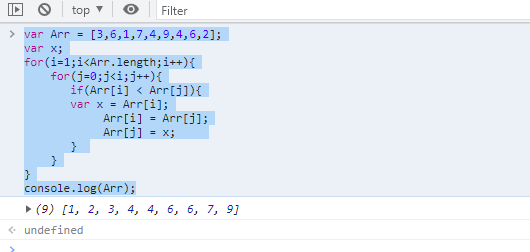 top Filter
var Arr = [3,6,1,7,4,9,4,6,2];
var x;
for(i=1;i<Arr.length;i++){
    for(j=0;j<i;j++){
       if(Arr[i] < Arr[j]){
       var x = Arr[i];
            Arr[i] = Arr[j];
            Arr[j] = x;
       }
    }
}
console.log(Arr);
(9) [1, 2, 3, 4, 4, 6, 6, 7, 9]
undefined